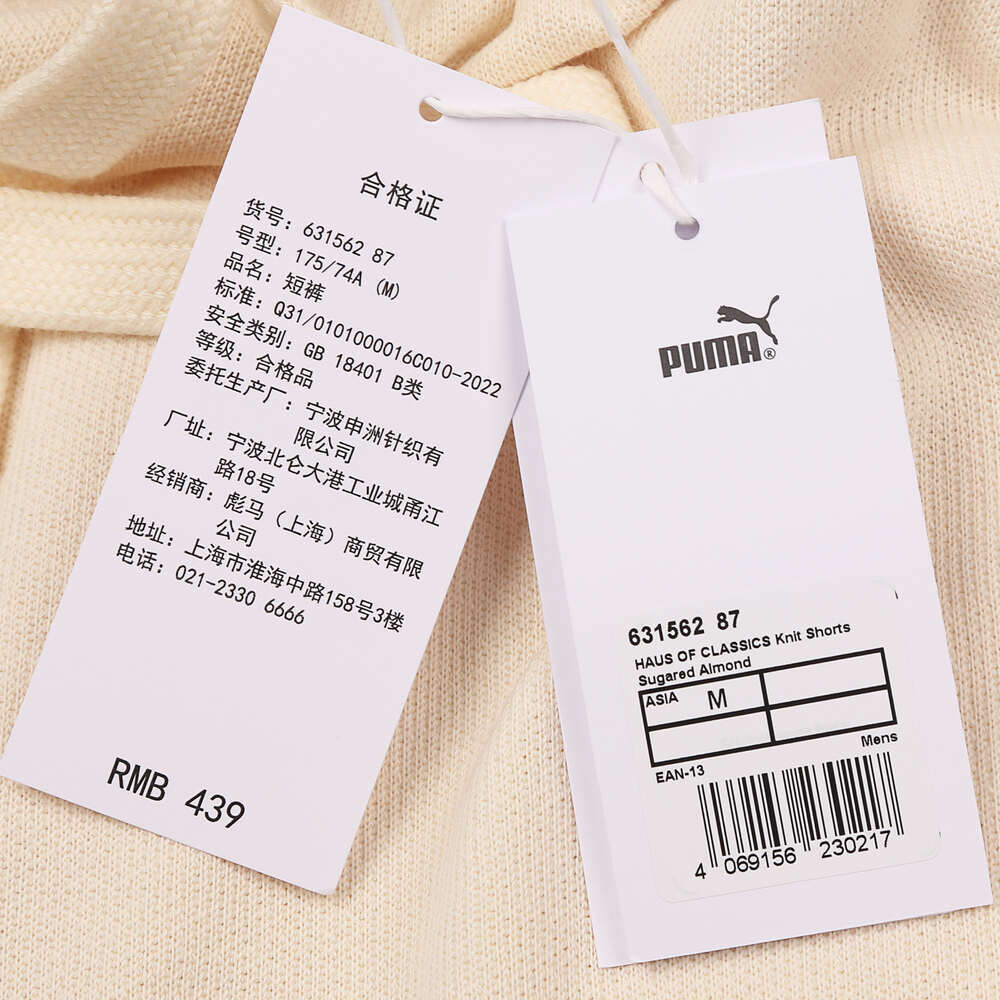 合格证
货号: 631562 87
号型: 175/74A (M)
品名: 短裤
标准: Q31/0101000016C010-2022
安全类别: GB 18401 B类
等级: 合格品
委托生产厂: 宁波申洲针织有
限公司
厂址: 宁波北仑大港工业城甬江
路18号
经销商: 彪马（上海）商贸有限
公司
地址: 上海市淮海中路158号3楼
电话: 021-2330 6666
RMB 439
PUMA®
631562 87
HAUS OF CLASSICS Knit Shorts
Sugared Almond
ASIA M
Mens
EAN-13
4 069156 230217